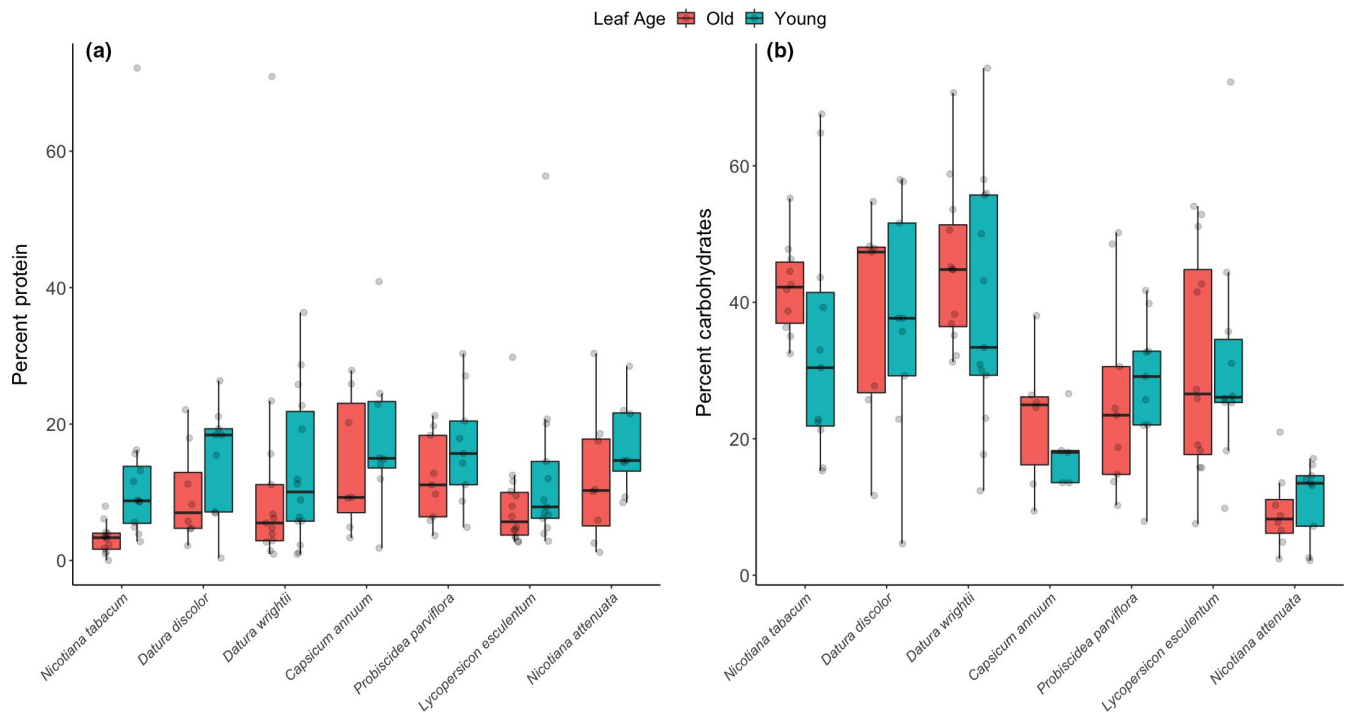 Leaf Age Old Young
(a)
Percent protein
60
40
20
0
Nicotiana tabacum
Datura discolor
Datura wrightii
Capsicum annuum
Probiscidea parviflora
Lycopersicon esculentum
Nicotiana attenuata
(b)
Percent carbohydrates
60
40
20
0
Nicotiana tabacum
Datura discolor
Datura wrightii
Capsicum annuum
Probiscidea parviflora
Lycopersicon esculentum
Nicotiana attenuata